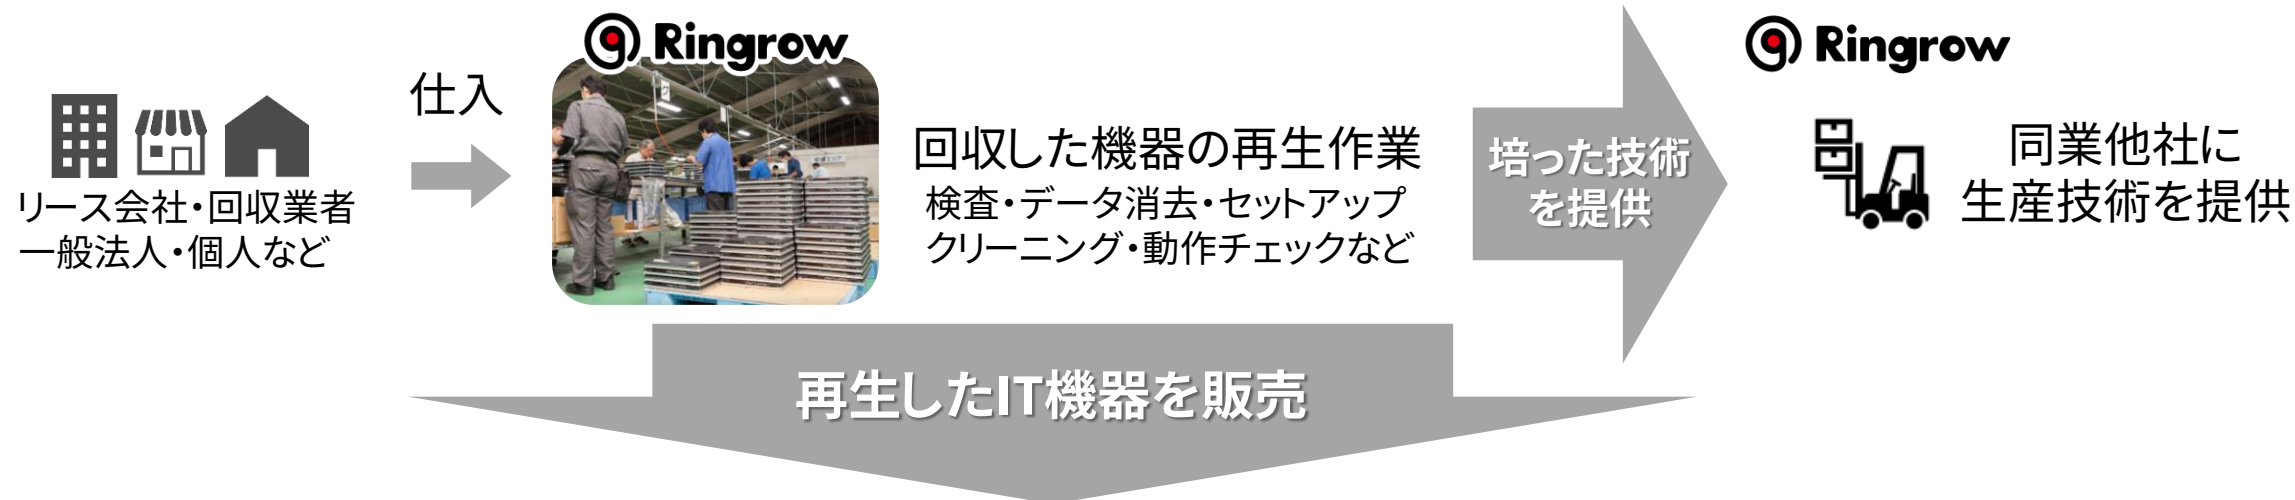 Ringrow
Ringrow
仕入
リース会社・回収業者
一般法人・個人など
回収した機器の再生作業
検査・データ消去・セットアップ
クリーニング・動作チェックなど
培った技術
を提供
同業他社に
生産技術を提供
再生したIT機器を販売